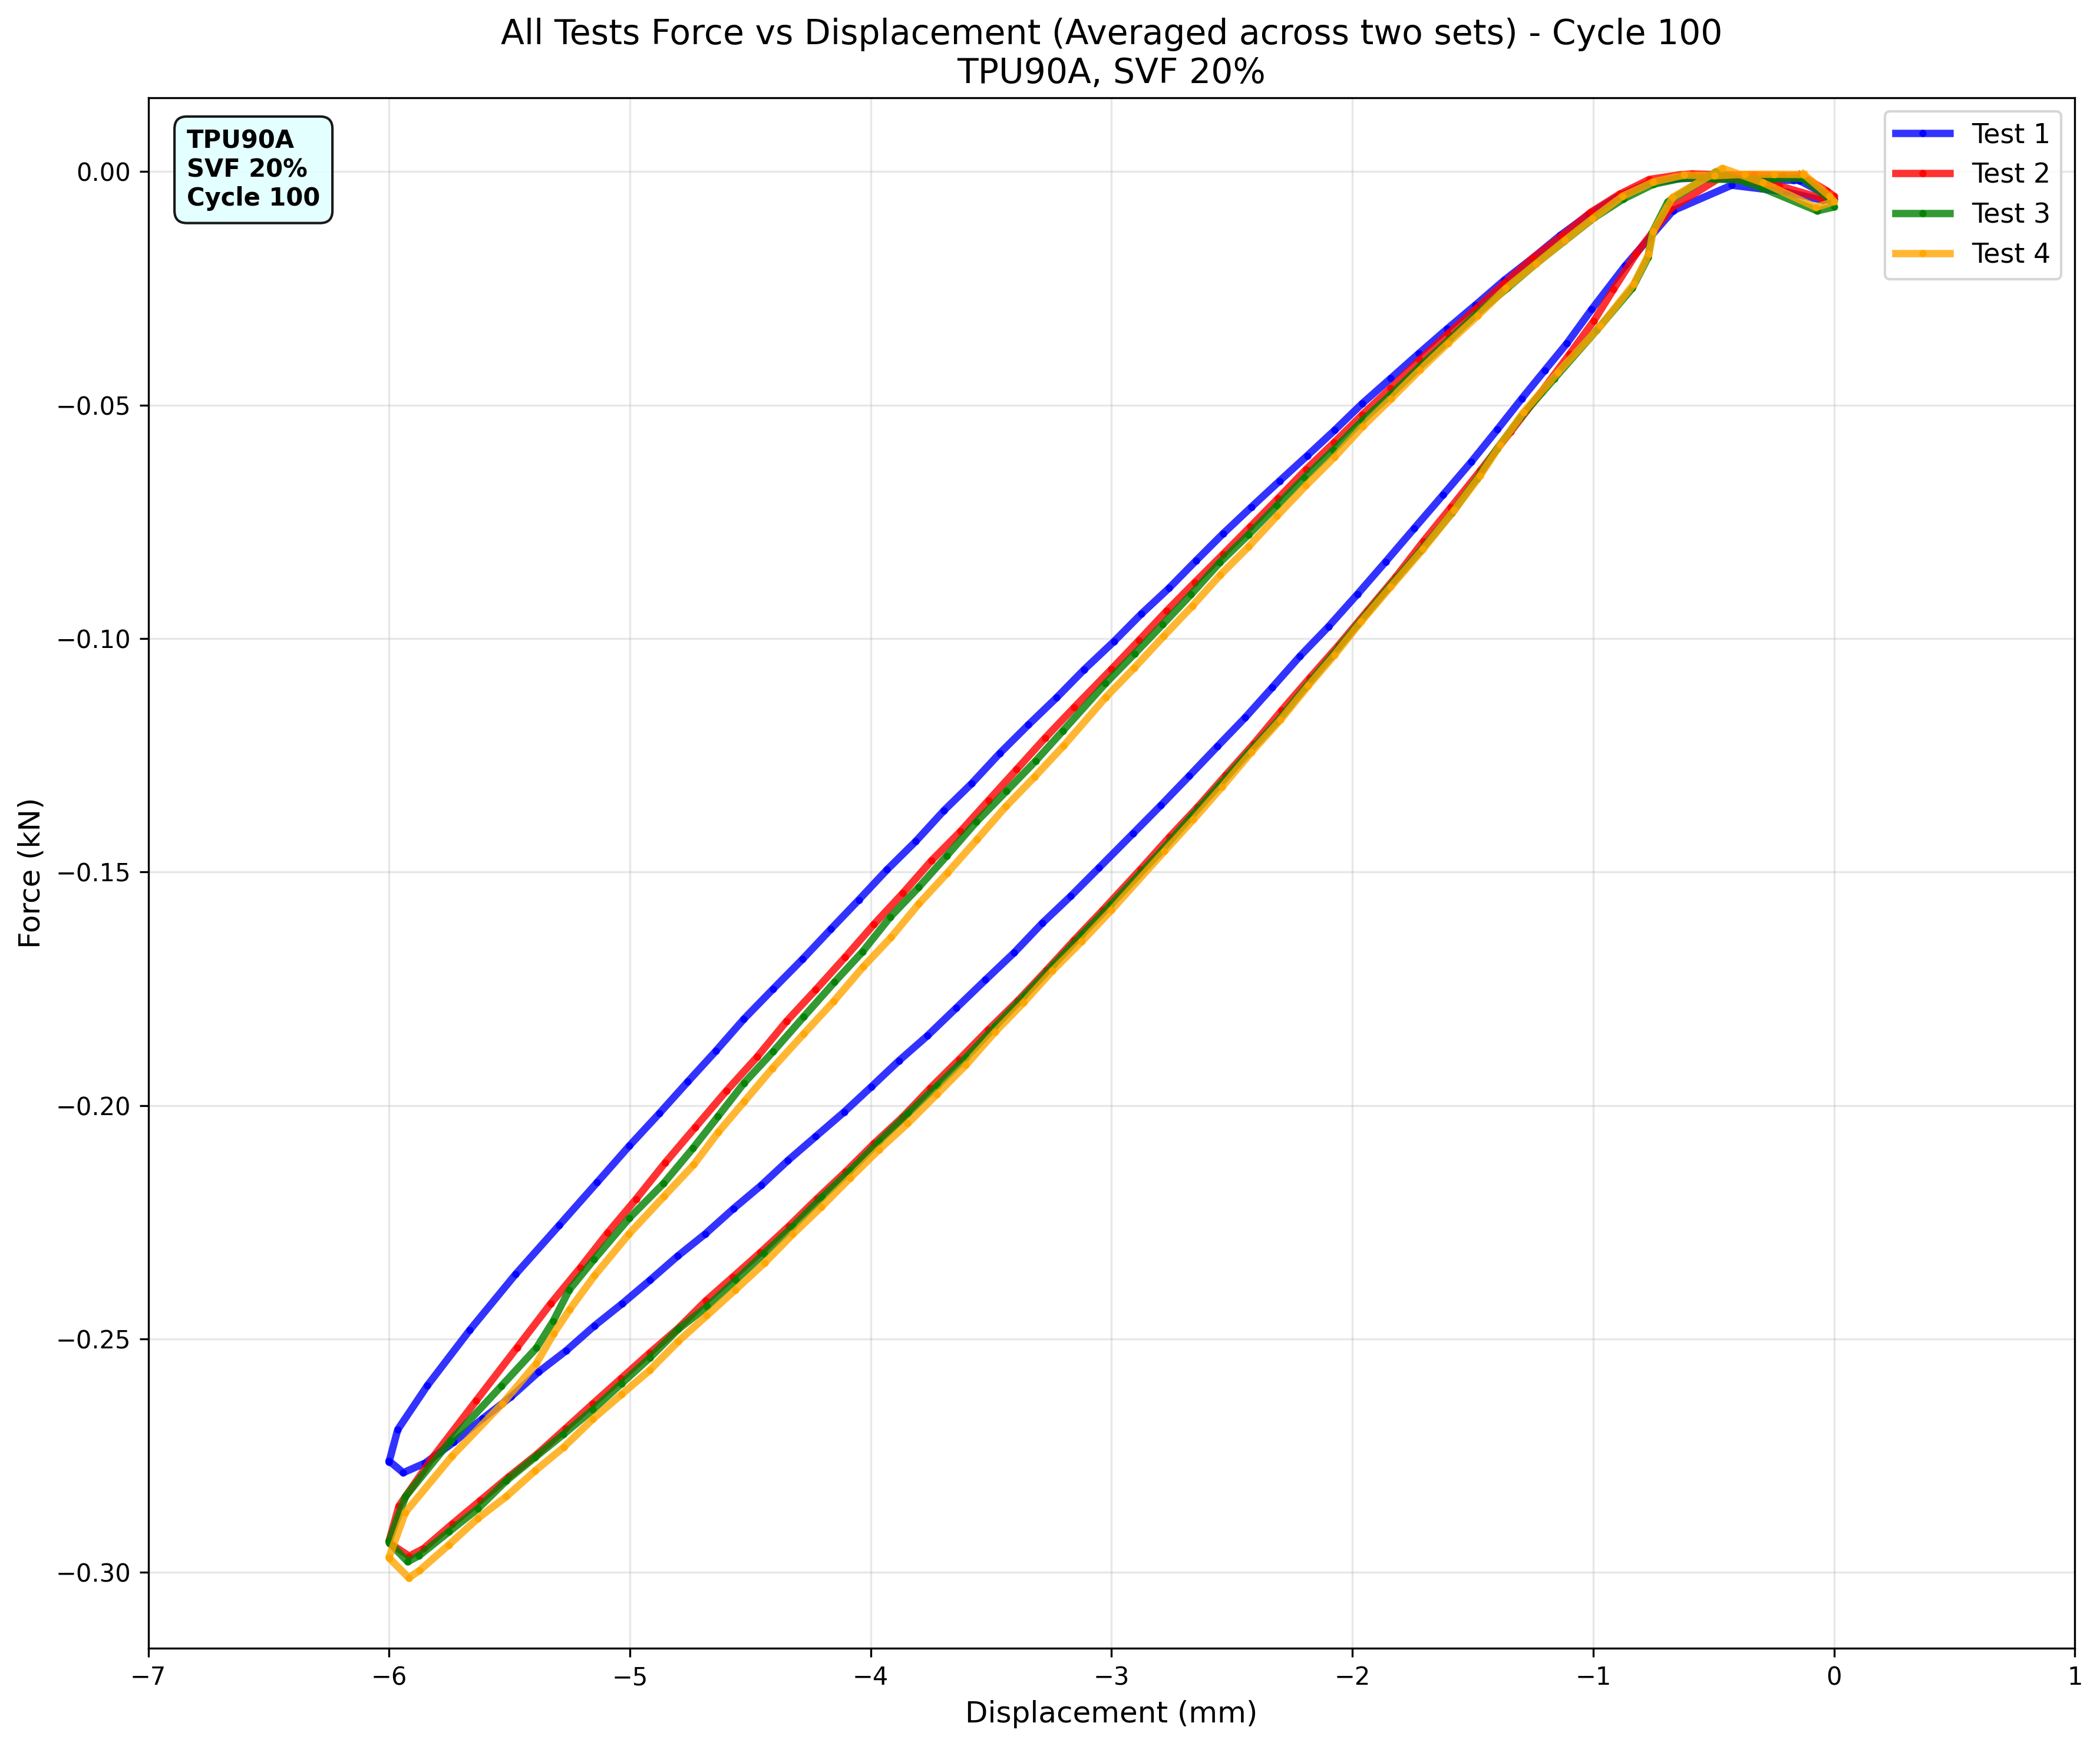 All Tests Force vs Displacement (Averaged across two sets) - Cycle 100
TPU90A, SVF 20%
TPU90A
SVF 20%
Cycle 100
Test 1
Test 2
Test 3
Test 4
Force (kN)
0.00
−0.05
−0.10
−0.15
−0.20
−0.25
−0.30
−7 −6 −5 −4 −3 −2 −1 0 1
Displacement (mm)